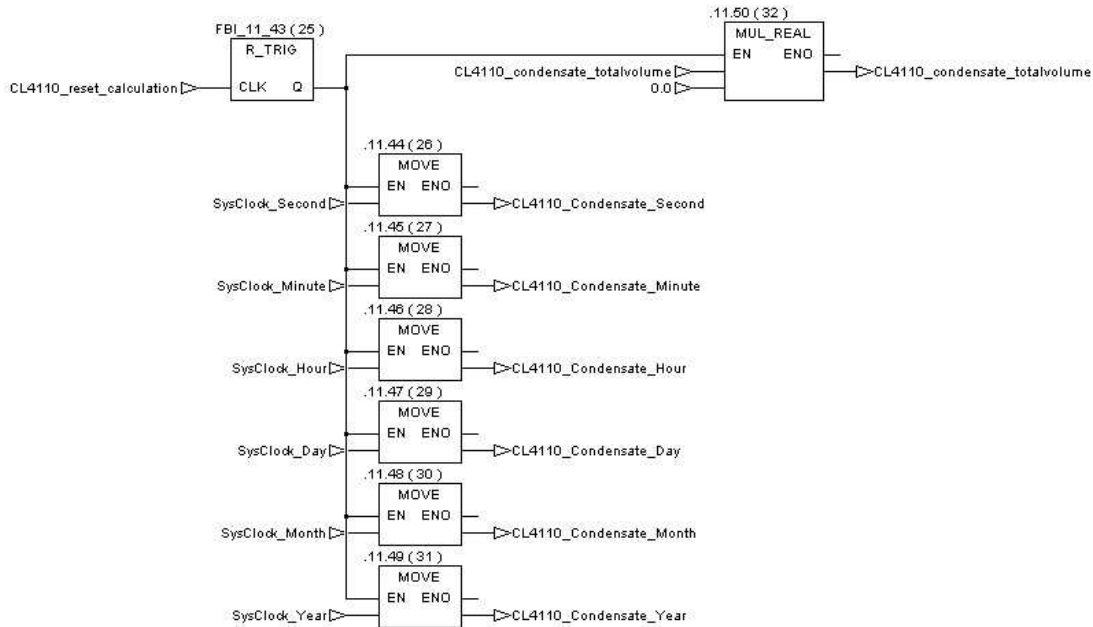 FBI_11_43 (25)
R_TRIG
CL4110_reset_calculation
CLK Q
.11.50 (32)
MUL_REAL
EN ENO
CL4110_condensate_totalvolume
CL4110_condensate_totalvolume
0.0
.11.44 (26)
MOVE
EN ENO
SysClock_Second
CL4110_Condensate_Second
.11.45 (27)
MOVE
EN ENO
SysClock_Minute
CL4110_Condensate_Minute
.11.46 (28)
MOVE
EN ENO
SysClock_Hour
CL4110_Condensate_Hour
.11.47 (29)
MOVE
EN ENO
SysClock_Day
CL4110_Condensate_Day
.11.48 (30)
MOVE
EN ENO
SysClock_Month
CL4110_Condensate_Month
.11.49 (31)
MOVE
EN ENO
SysClock_Year
CL4110_Condensate_Year